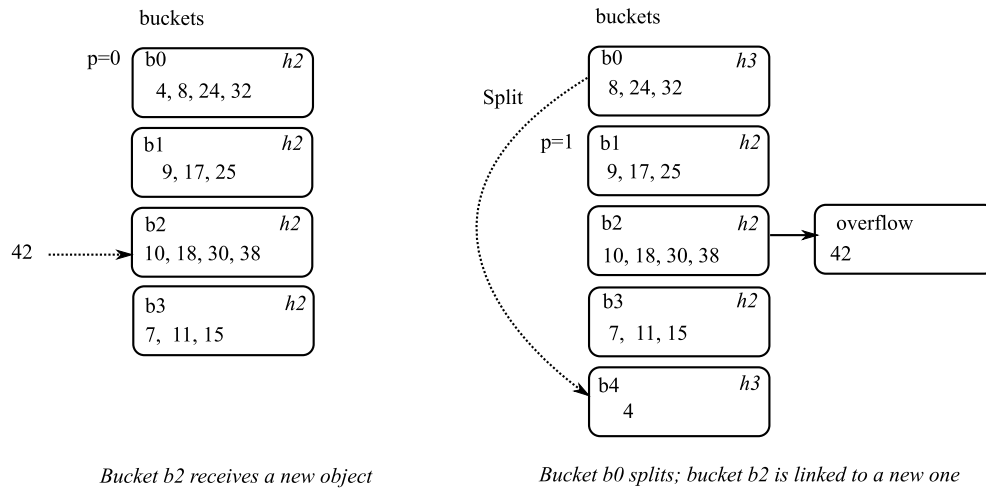 buckets
p=0
b0 h2
4, 8, 24, 32
b1 h2
9, 17, 25
b2 h2
42
10, 18, 30, 38
b3 h2
7, 11, 15
Bucket b2 receives a new object
buckets
b0 h3
8, 24, 32
Split
p=1
b1 h2
9, 17, 25
b2 h2
10, 18, 30, 38
overflow
42
b3 h2
7, 11, 15
b4 h3
4
Bucket b0 splits; bucket b2 is linked to a new one